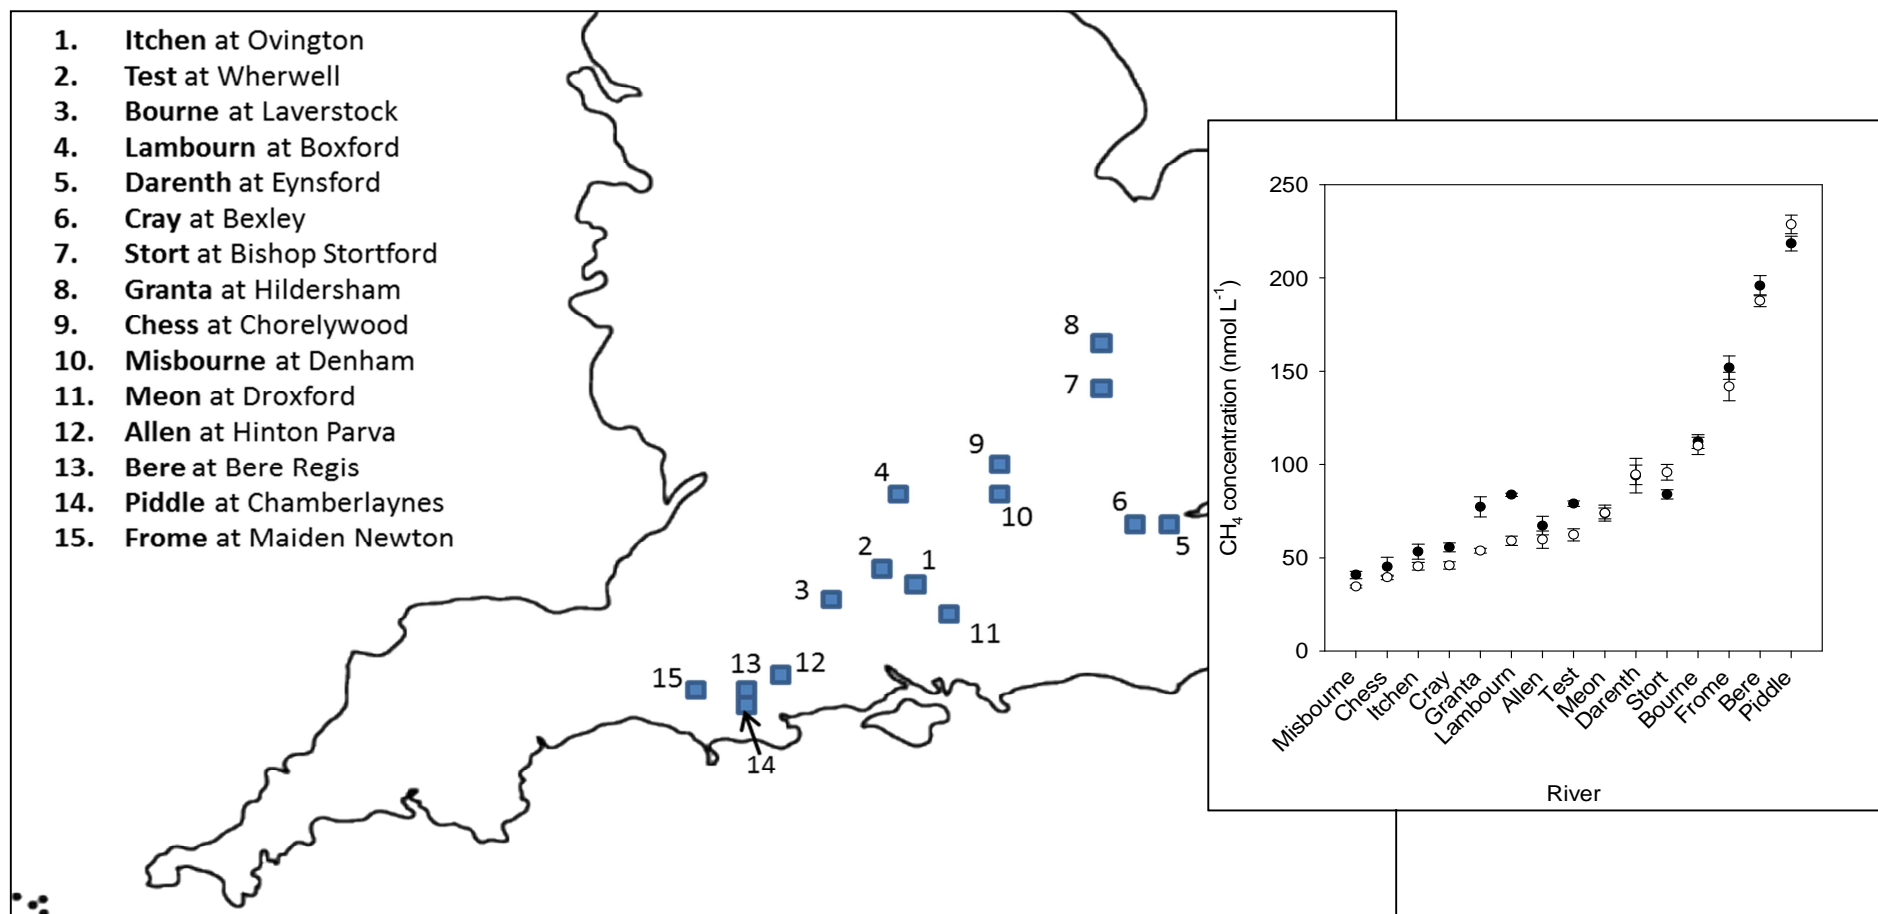 1. Itchen at Ovington
2. Test at Wherwell
3. Bourne at Laverstock
4. Lambourn at Boxford
5. Darenth at Eynsford
6. Cray at Bexley
7. Stort at Bishop Stortford
8. Granta at Hildersham
9. Chess at Chorelywood
10. Misbourne at Denham
11. Meon at Droxford
12. Allen at Hinton Parva
13. Bere at Bere Regis
14. Piddle at Chamberlaynes
15. Frome at Maiden Newton
8
7
9
4
10
6
5
2
1
3
11
13
12
15
14
CH4 concentration (nmol L-1)
250
200
150
100
50
0
Misbourne
Chess
Itchen
Cray
Granta
Lambourn
Allen
Test
Meon
Darenth
Stort
Bourne
Frome
Bere
Piddle
River